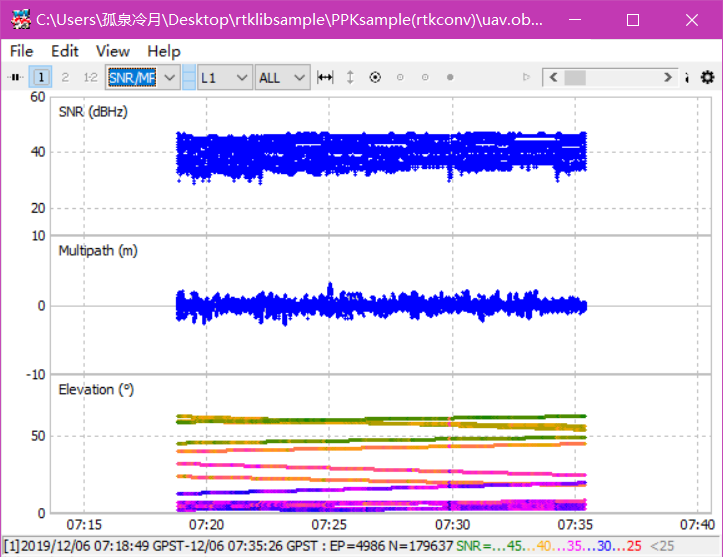 C:\Users\孤泉冷月\Desktop\rtklibsample\PPKsample(rtkconv)\uav.ob...
File Edit View Help
1 2 1-2 SNR/MF L1 ALL
60
SNR (dBHz)
40
20
10
Multipath (m)
0
-10
Elevation (°)
50
0
07:15 07:20 07:25 07:30 07:35 07:40
[1]2019/12/06 07:18:49 GPST-12/06 07:35:26 GPST : EP=4986 N=179637 SNR=...45...40...35...30...25 <25